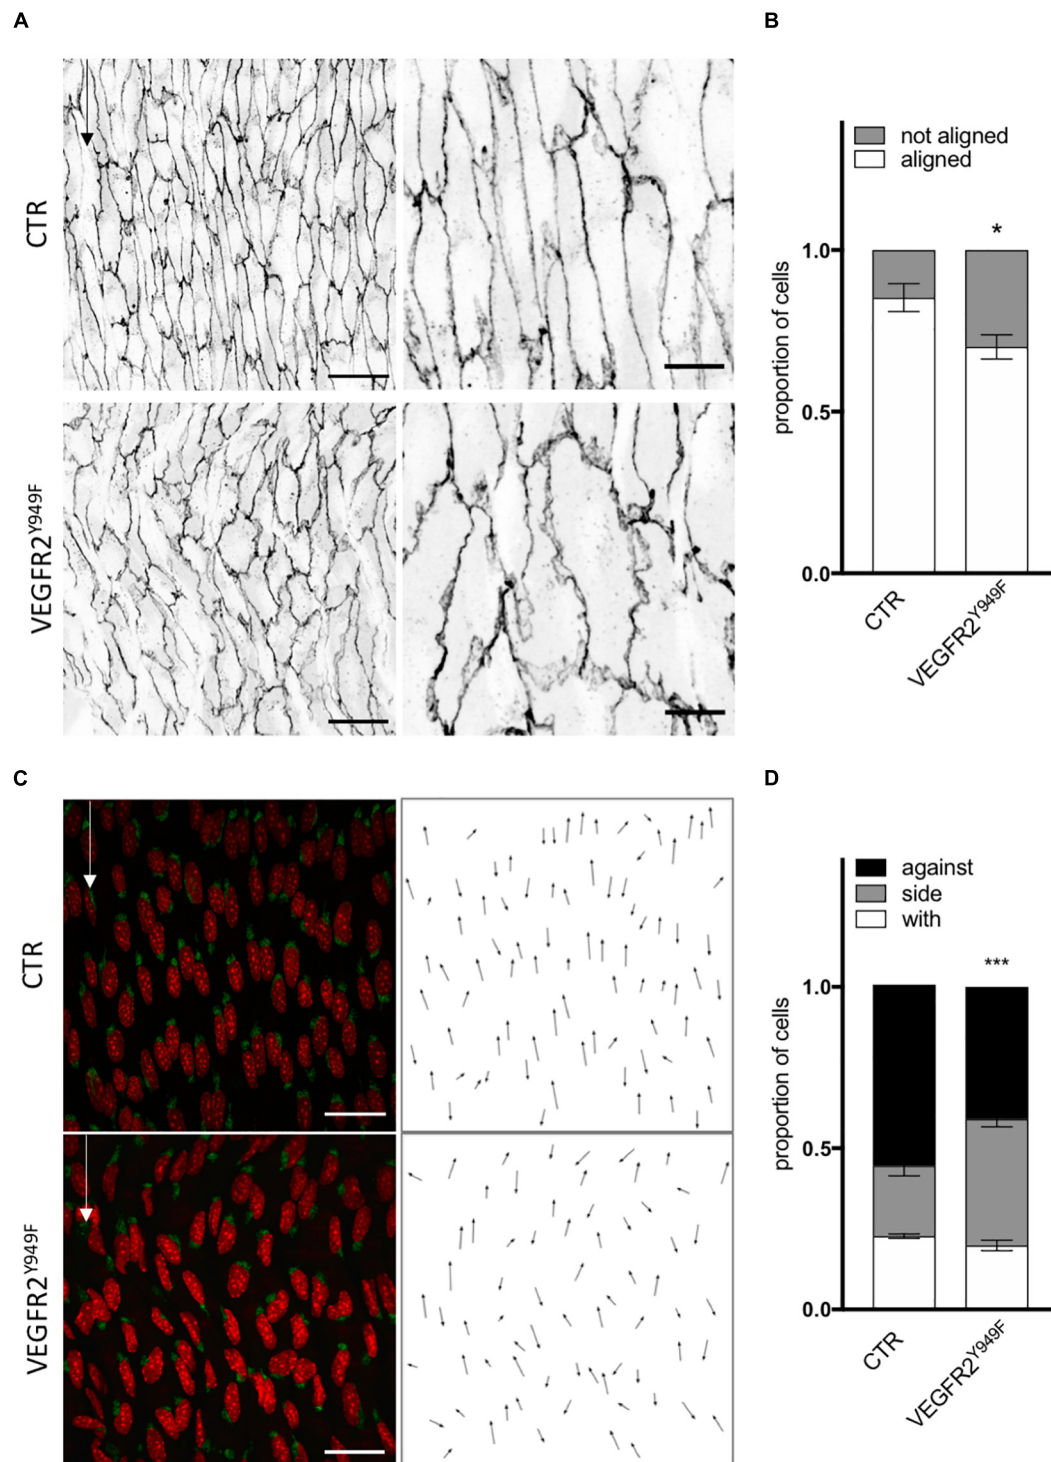 A
B
CTR
VEGFR2Y949F
not aligned
aligned
*
proportion of cells
1.0
0.5
0.0
CTR
VEGFR2Y949F
C
D
CTR
VEGFR2Y949F
against
side
with
***
proportion of cells
1.0
0.5
0.0
CTR
VEGFR2Y949F